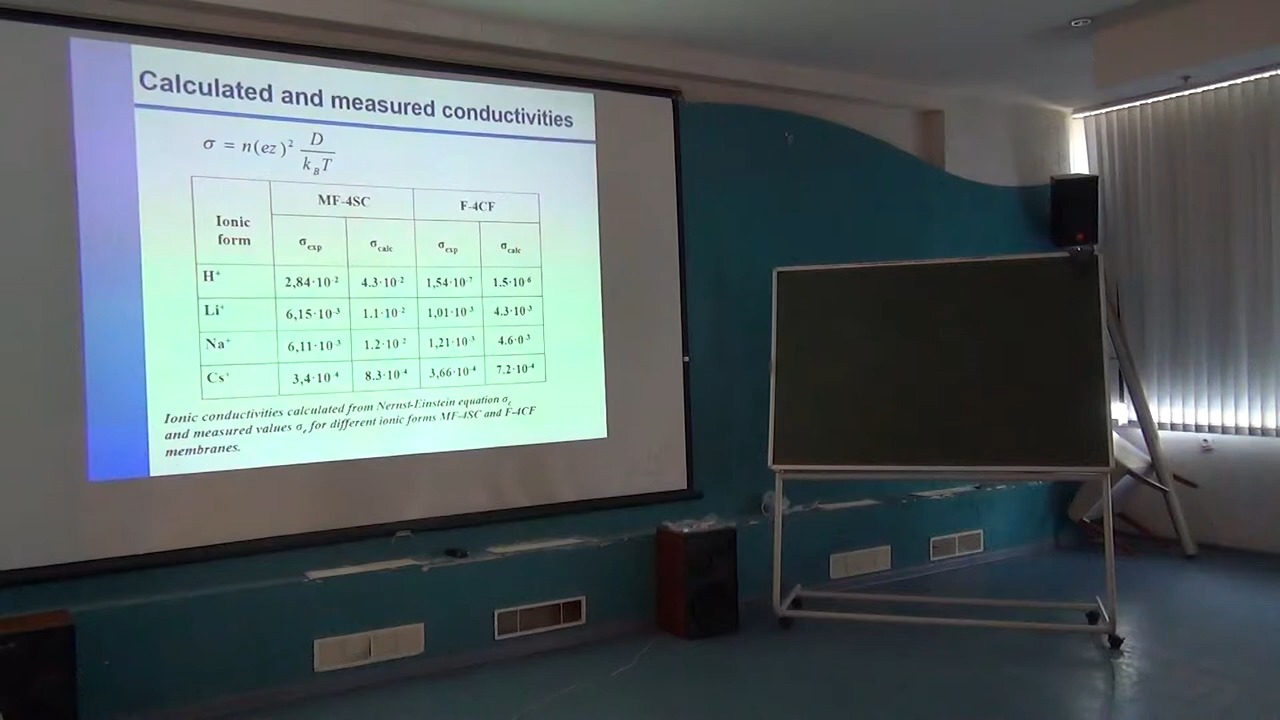 Calculated and measured conductivities
σ = n(ez)² D / k_B T
Ionic form MF-4SC F-4CF
σexp σcalc σexp σcalc
H⁺ 2,84·10⁻² 4.3·10⁻² 1,54·10⁻⁷ 1.5·10⁻⁶
Li⁺ 6,15·10⁻³ 1.1·10⁻² 1,01·10⁻³ 4.3·10⁻³
Na⁺ 6,11·10⁻³ 1.2·10⁻² 1,21·10⁻³ 4.6·0⁻³
Cs⁺ 3,4·10⁻⁴ 8.3·10⁻⁴ 3,66·10⁻⁴ 7.2·10⁻⁴
Ionic conductivities calculated from Nernst-Einstein equation σc
and measured values σe for different ionic forms MF-4SC and F-4CF
membranes.